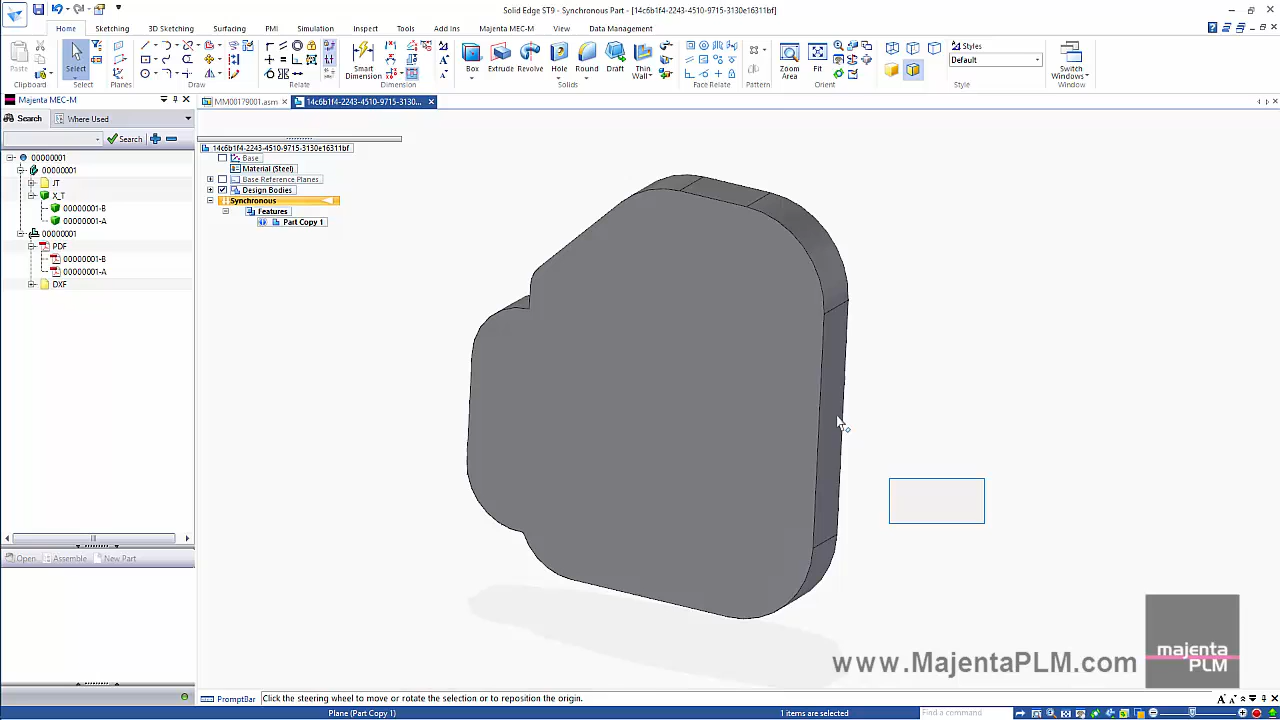 Solid Edge ST9 - Synchronous Part - [14c6b1f4-2243-4510-9715-3130e16311bf]
Home Sketching 3D Sketching Surfacing PMI Simulation Inspect Tools Add Ins Majenta MEC-M View Data Management
Paste Select Smart Dimension Box Extrude Revolve Hole Round Draft Thin Wall Zoom Area Fit Styles Default Switch Windows
Clipboard Select Planes Draw Relate Dimension Solids Face Relate Pattern Orient Style Window
Majenta MEC-M
MM00179001.asm 14c6b1f4-2243-4510-9715-3130...
Search Where Used
Search
00000001
00000001
JT
X_T
00000001-B
00000001-A
00000001
PDF
00000001-B
00000001-A
DXF
Open Assemble New Part
14c6b1f4-2243-4510-9715-3130e16311bf
Base
Material (Steel)
Base Reference Planes
Design Bodies
Synchronous
Features
Part Copy 1
majenta
PLM
www.MajentaPLM.com
PromptBar Click the steering wheel to move or rotate the selection or to reposition the origin.
Plane (Part Copy 1) 1 items are selected Find a command